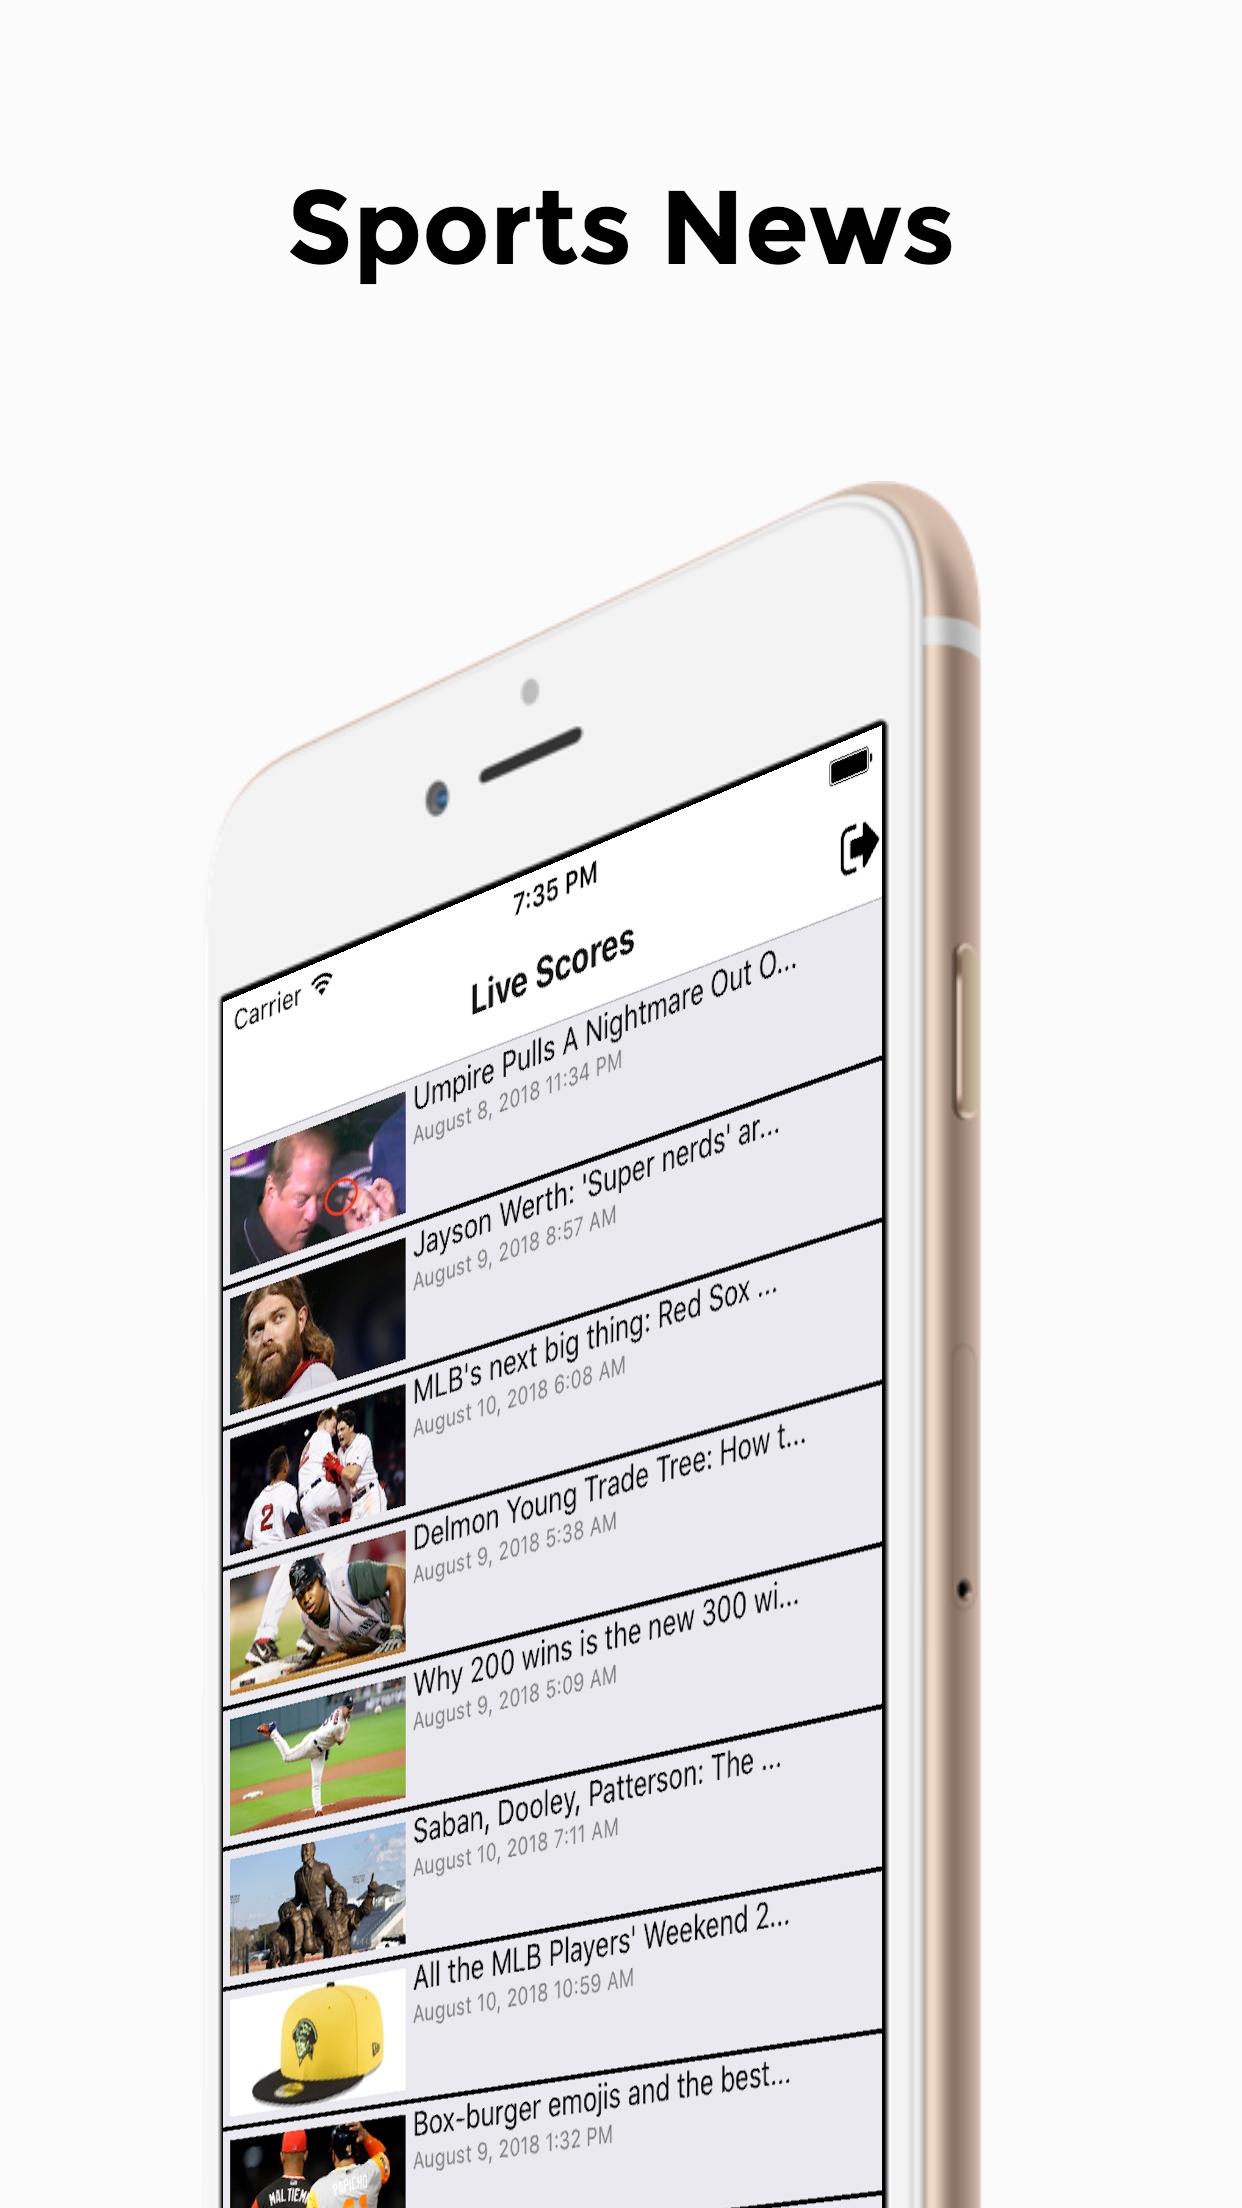 Sports News
7:35 PM
Carrier
Live Scores
Umpire Pulls A Nightmare Out O...
August 8, 2018 11:34 PM
Jayson Werth: 'Super nerds' ar...
August 9, 2018 8:57 AM
MLB's next big thing: Red Sox ...
August 10, 2018 6:08 AM
2
Delmon Young Trade Tree: How t...
August 9, 2018 5:38 AM
Why 200 wins is the new 300 wi...
August 9, 2018 5:09 AM
Saban, Dooley, Patterson: The ...
August 10, 2018 7:11 AM
All the MLB Players' Weekend 2...
August 10, 2018 10:59 AM
Box-burger emojis and the best...
August 9, 2018 1:32 PM